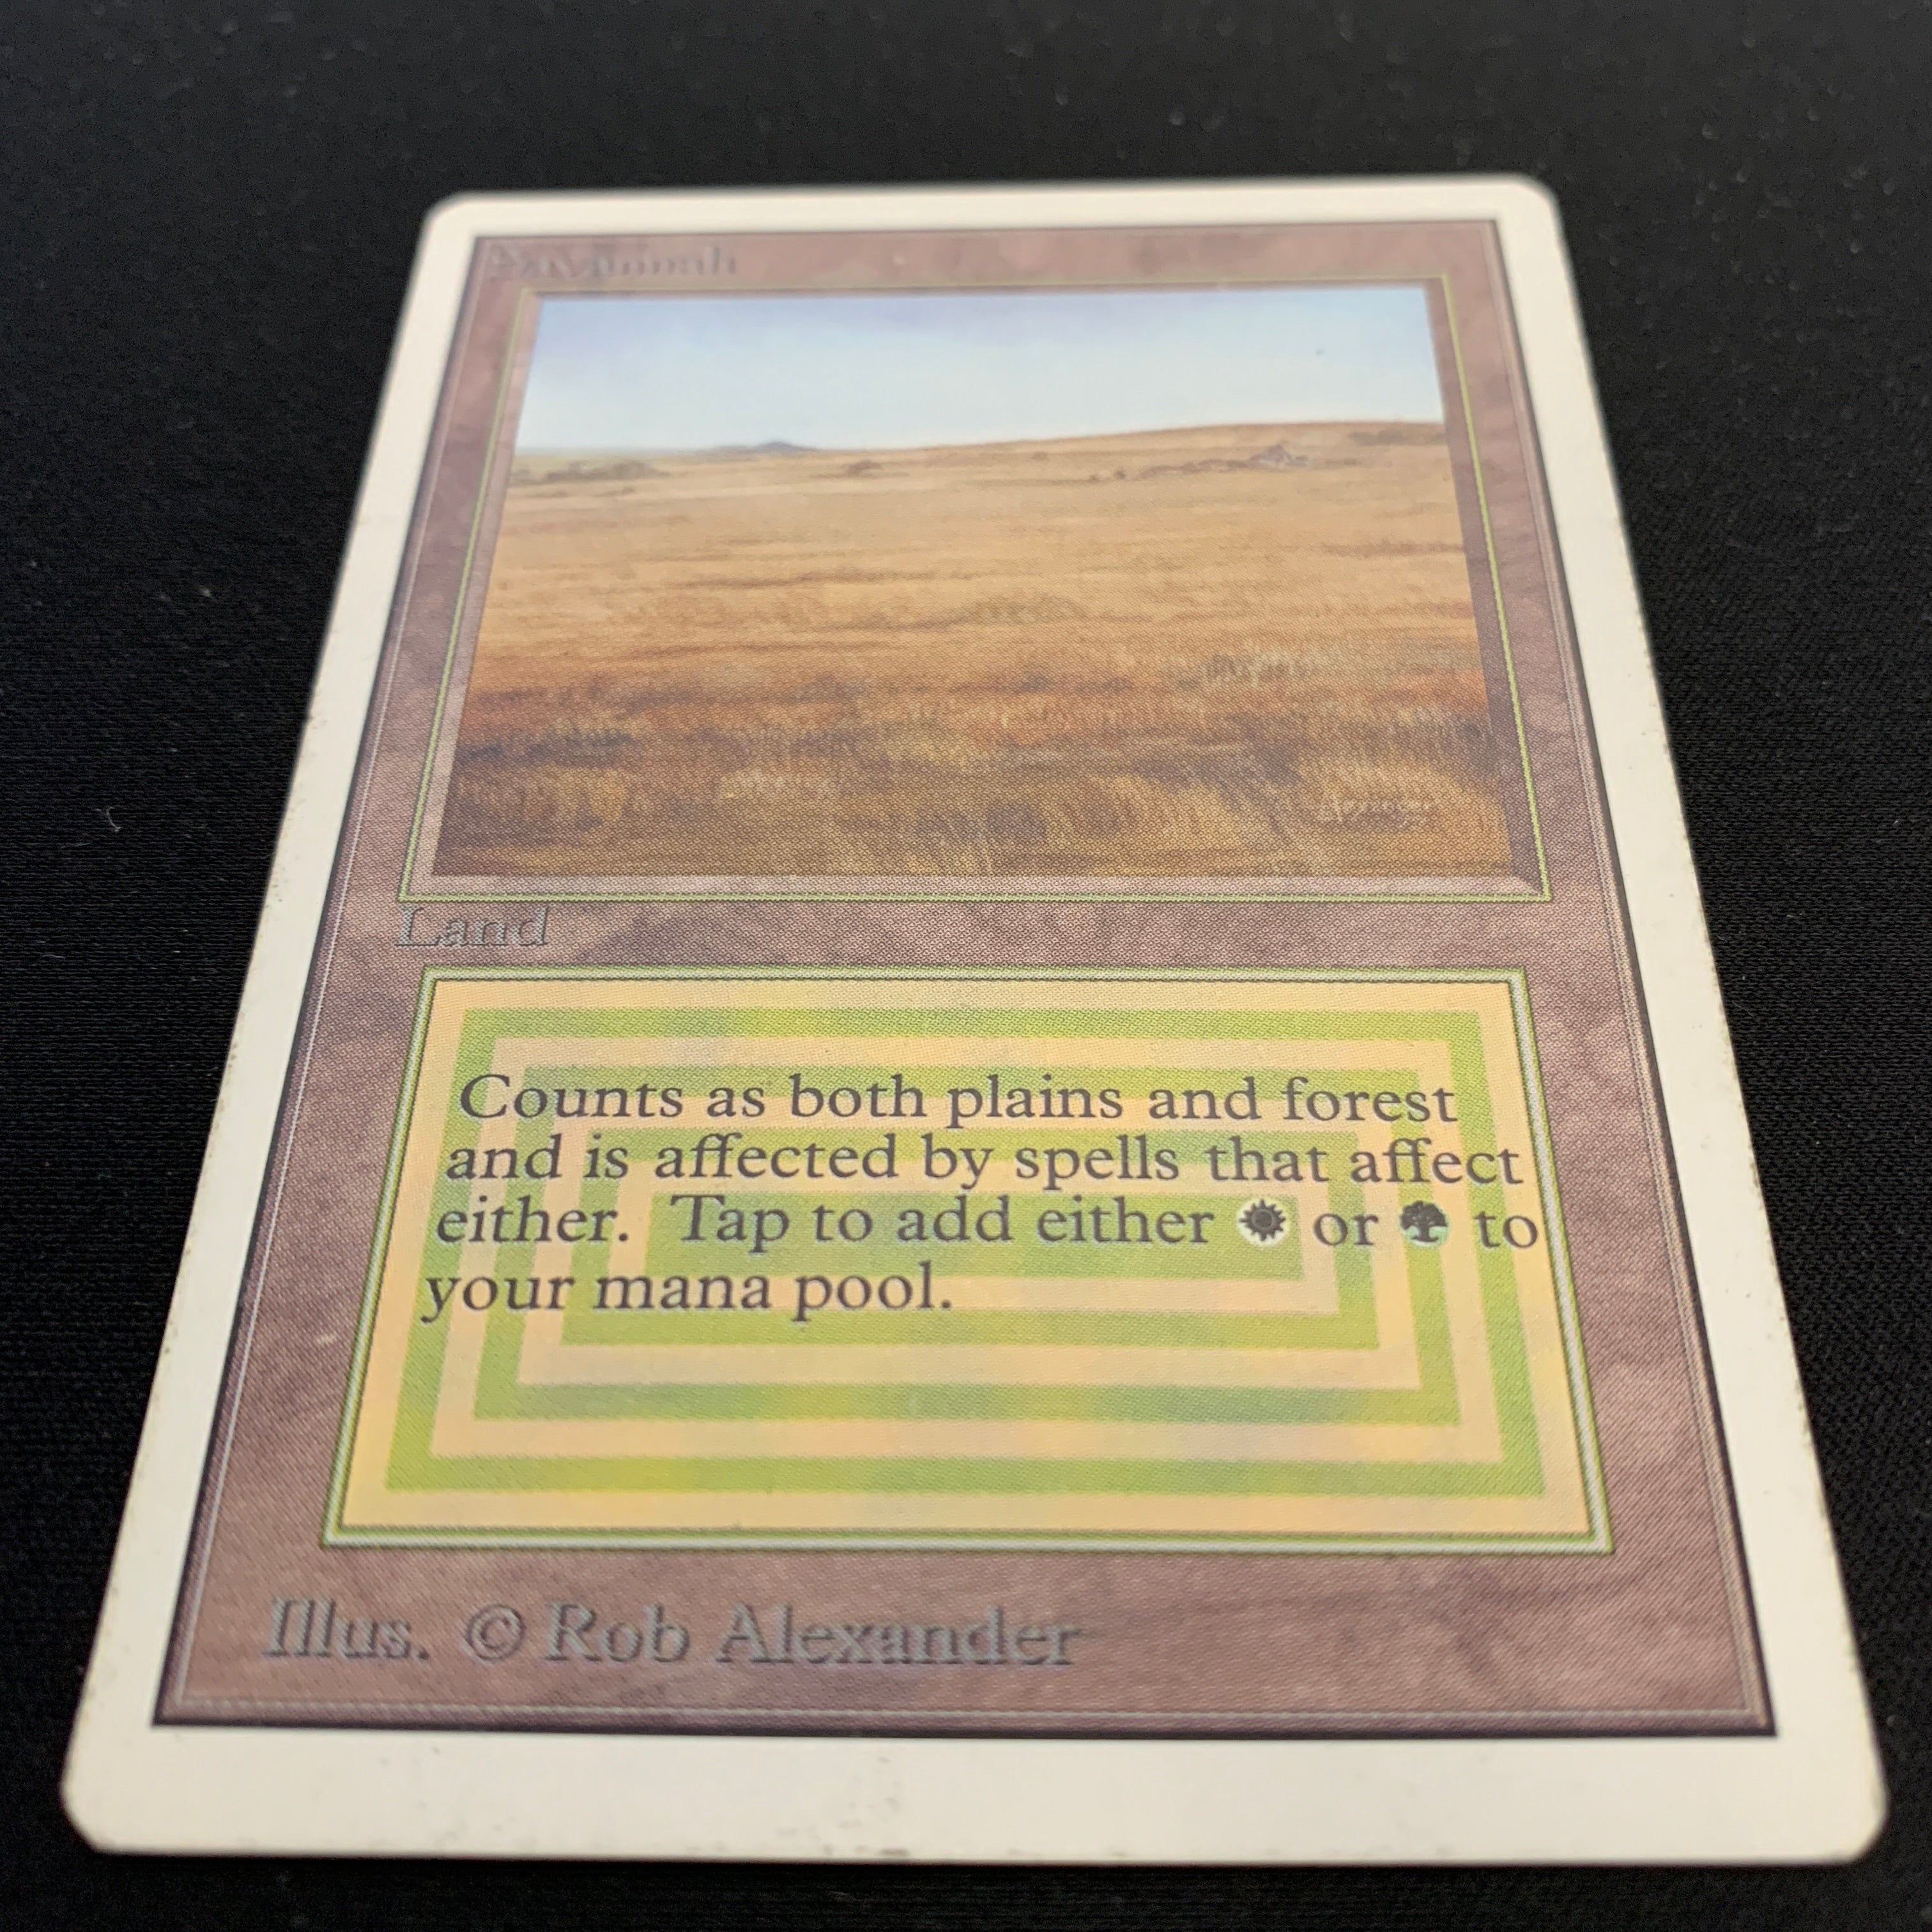 Savannah
Land
Counts as both plains and forest
and is affected by spells that affect
either. Tap to add either or to
your mana pool.
Illus. © Rob Alexander